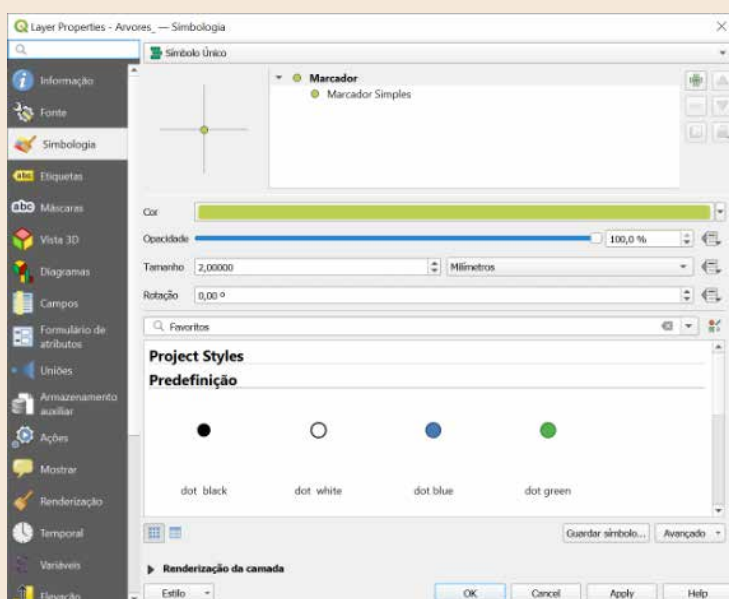 Layer Properties - Arvores_ — Simbologia
Símbolo Único
Informação
Fonte
Simbologia
abc Etiquetas
abc Máscaras
Vista 3D
Diagramas
Campos
Formulário de
atributos
Uniões
Armazenamento
auxiliar
Ações
Mostrar
Renderização
Temporal
Variáveis
Elevação
Marcador
Marcador Simples
Cor
Opacidade 100,0 %
Tamanho 2,00000 Milímetros
Rotação 0,00 °
Favoritos
Project Styles
Predefinição
dot black dot white dot blue dot green
Guardar símbolo... Avançado
Renderização da camada
Estilo OK Cancel Apply Help